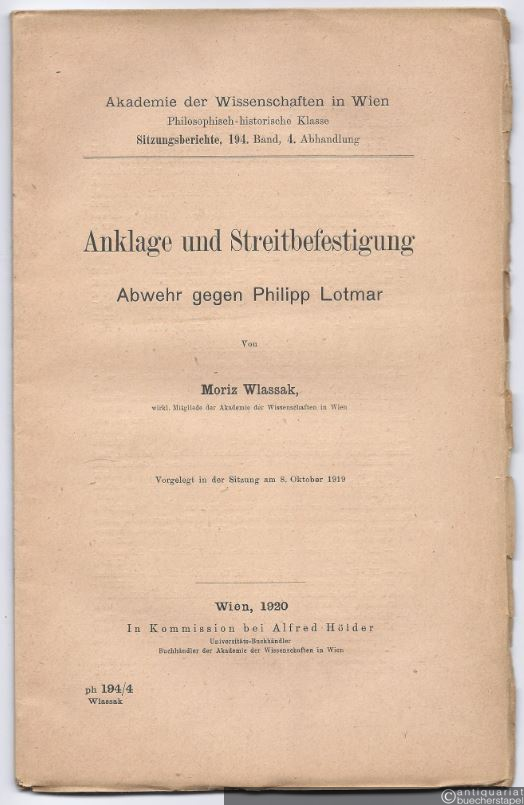 Akademie der Wissenschaften in Wien
Philosophisch-historische Klasse
Sitzungsberichte, 194. Band, 4. Abhandlung
Anklage und Streitbefestigung
Abwehr gegen Philipp Lotmar
Von
Moriz Wlassak,
wirkl. Mitgliede der Akademie der Wissenschaften in Wien
Vorgelegt in der Sitzung am 8. Oktober 1919
Wien, 1920
In Kommission bei Alfred Hölder
Universitäts-Buchhändler
Buchhändler der Akademie der Wissenschaften in Wien
ph 194/4
Wlassak
©antiquariat
buecherstapel